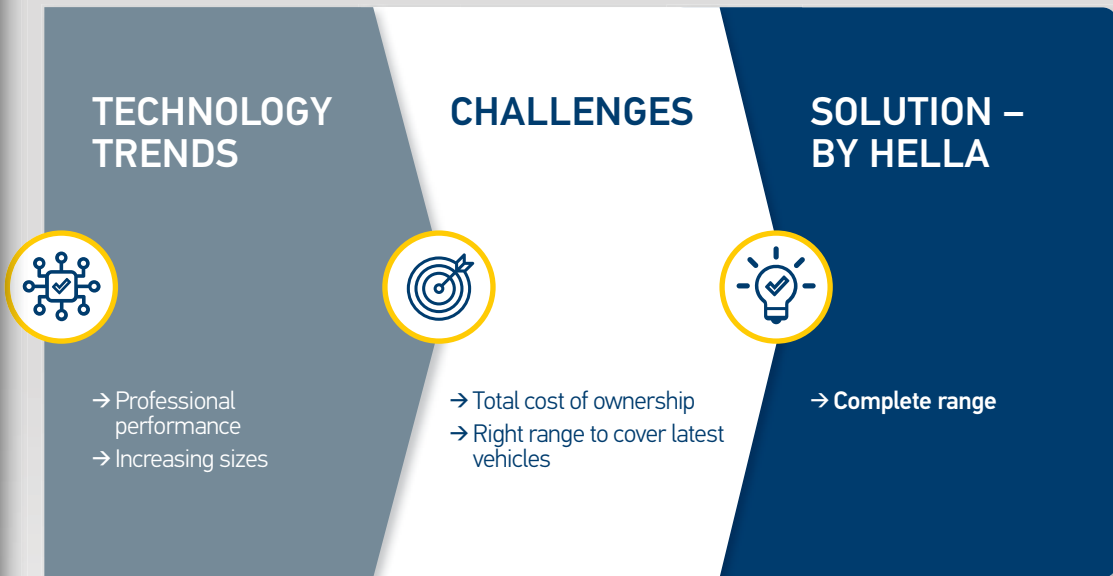 TECHNOLOGY
TRENDS
→ Professional
performance
→ Increasing sizes
CHALLENGES
→ Total cost of ownership
→ Right range to cover latest
vehicles
SOLUTION –
BY HELLA
→ Complete range